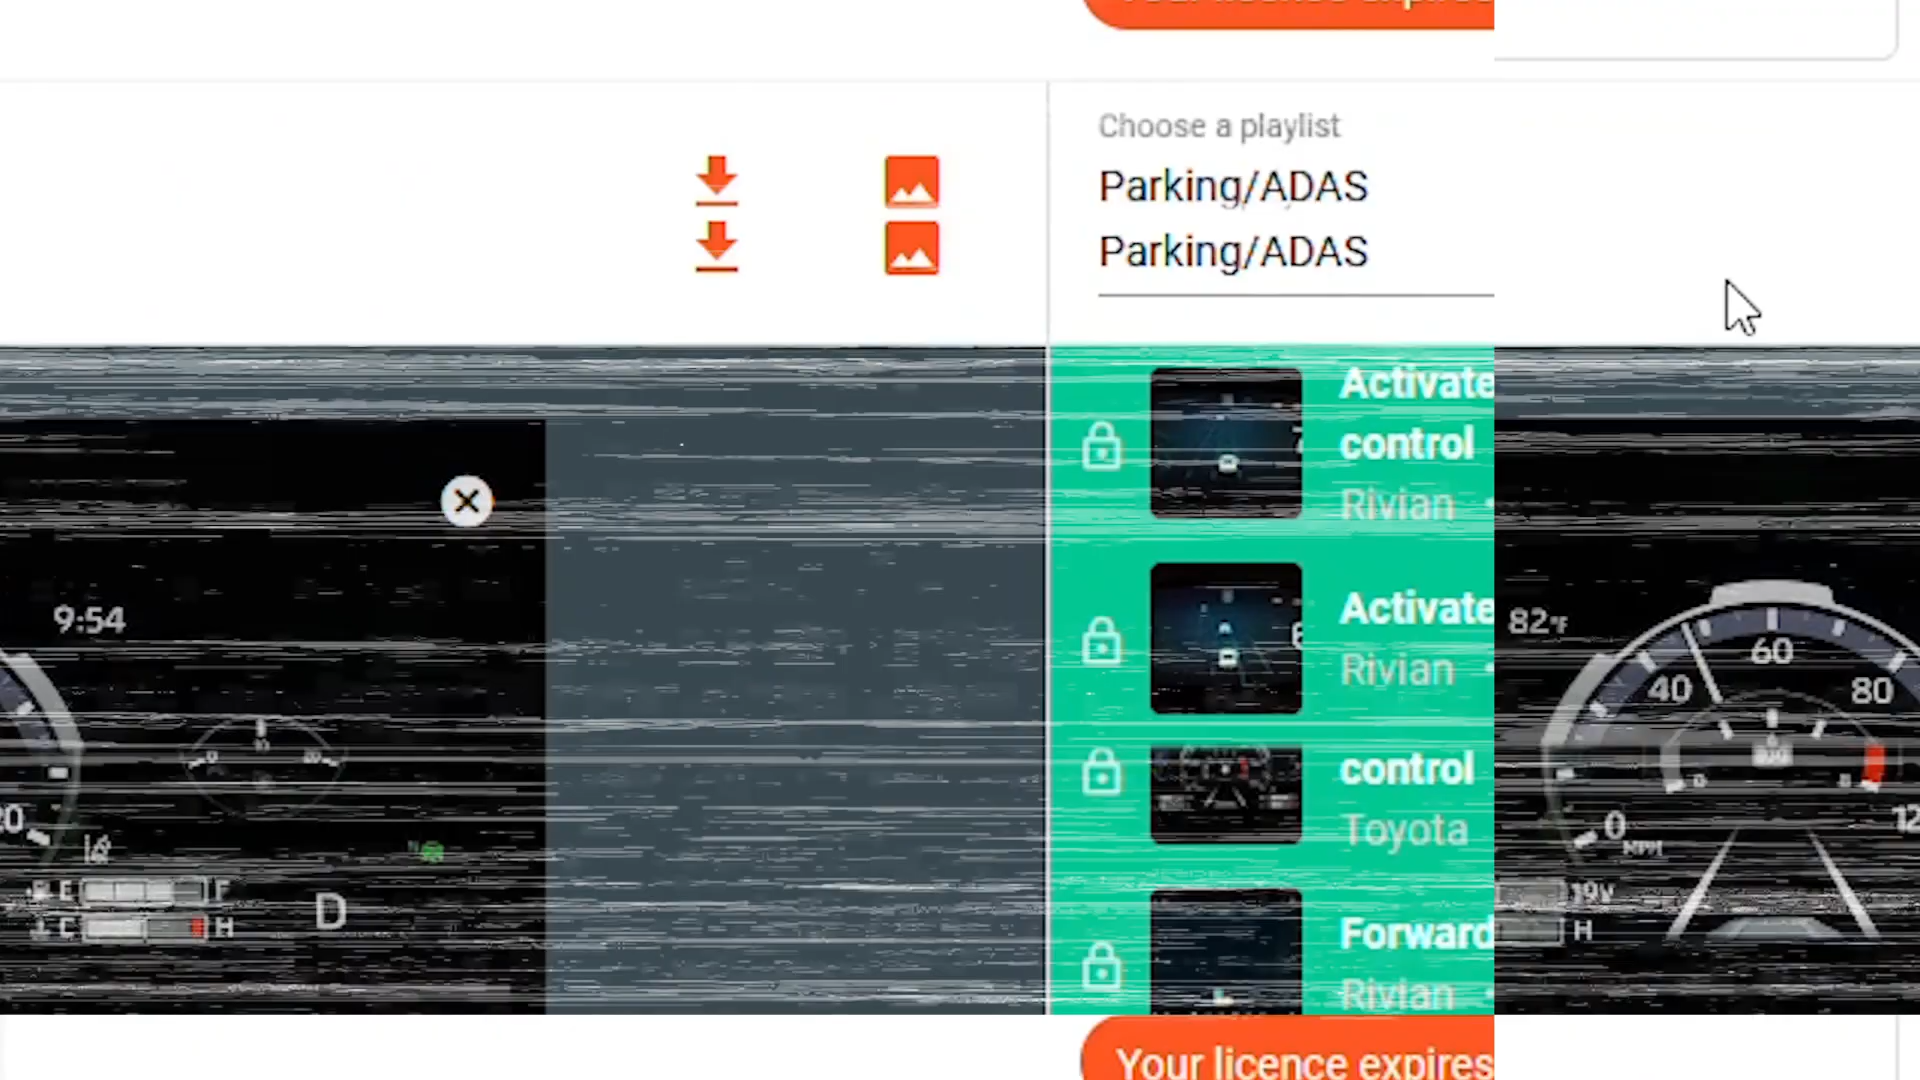 Choose a playlist
Parking/ADAS
Parking/ADAS
Activate
control
Rivian
Activate
Rivian
control
Toyota
Forward
Rivian
9:54
E F
C H
D
82°F
40
60
80
0
MPH
H
Your licence expires